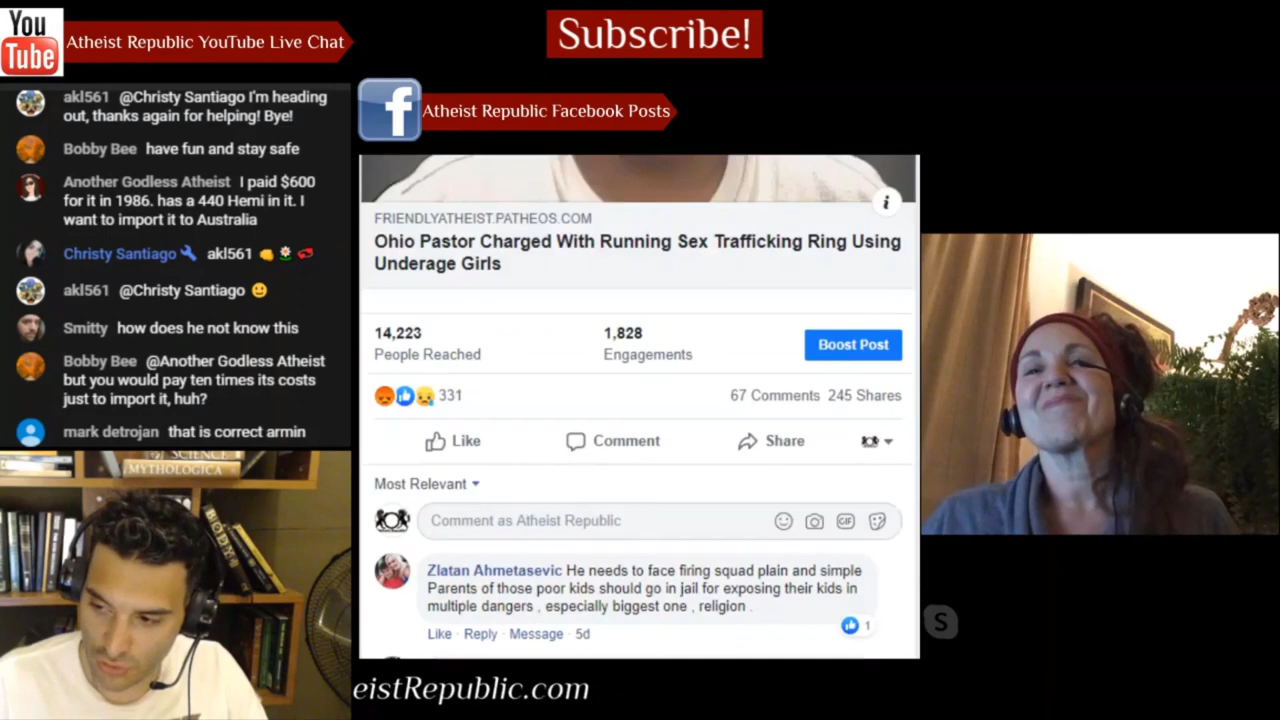 You
Tube
Atheist Republic YouTube Live Chat
Subscribe!
akl561 @Christy Santiago I'm heading
out, thanks again for helping! Bye!
Bobby Bee have fun and stay safe
Another Godless Atheist I paid $600
for it in 1986. has a 440 Hemi in it. I
want to import it to Australia
Christy Santiago akl561
akl561 @Christy Santiago
Smitty how does he not know this
Bobby Bee @Another Godless Atheist
but you would pay ten times its costs
just to import it, huh?
mark detrojan that is correct armin
SCIENCE
MYTHOLOGICA
BODY
f
Atheist Republic Facebook Posts
i
FRIENDLYATHEIST.PATHEOS.COM
Ohio Pastor Charged With Running Sex Trafficking Ring Using
Underage Girls
14,223 1,828
People Reached Engagements
Boost Post
331 67 Comments 245 Shares
Like Comment Share
Most Relevant
Comment as Atheist Republic
GIF
Zlatan Ahmetasevic He needs to face firing squad plain and simple
Parents of those poor kids should go in jail for exposing their kids in
multiple dangers , especially biggest one , religion .
1
Like · Reply · Message · 5d
S
eistRepublic.com